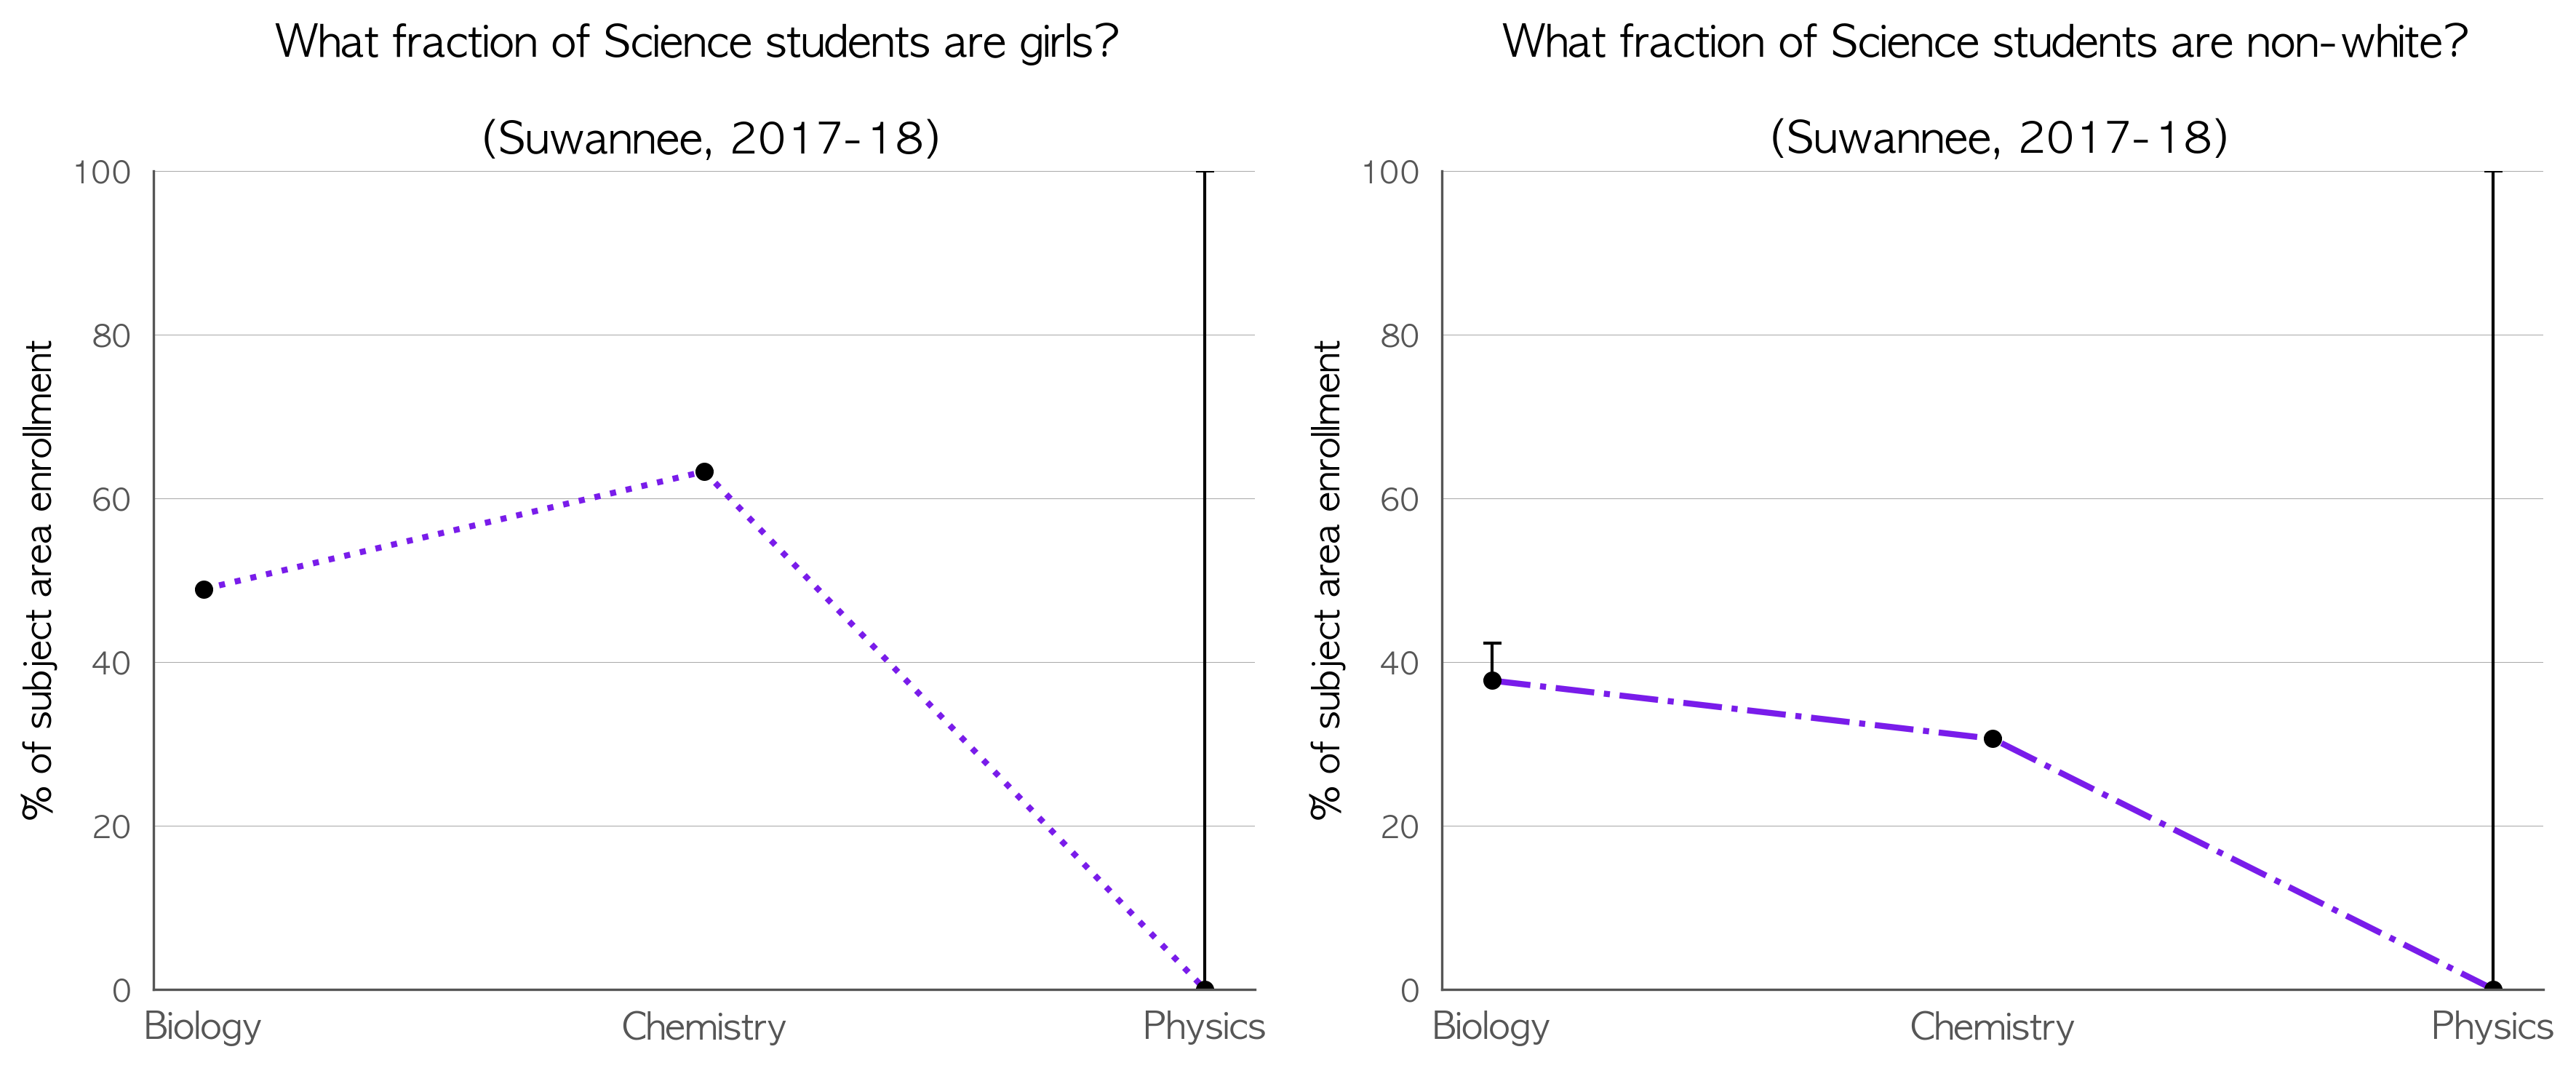 What fraction of Science students are girls?
(Suwannee, 2017-18)
% of subject area enrollment
100
80
60
40
20
0
Biology
Chemistry
Physics
What fraction of Science students are non-white?
(Suwannee, 2017-18)
% of subject area enrollment
100
80
60
40
20
0
Biology
Chemistry
Physics